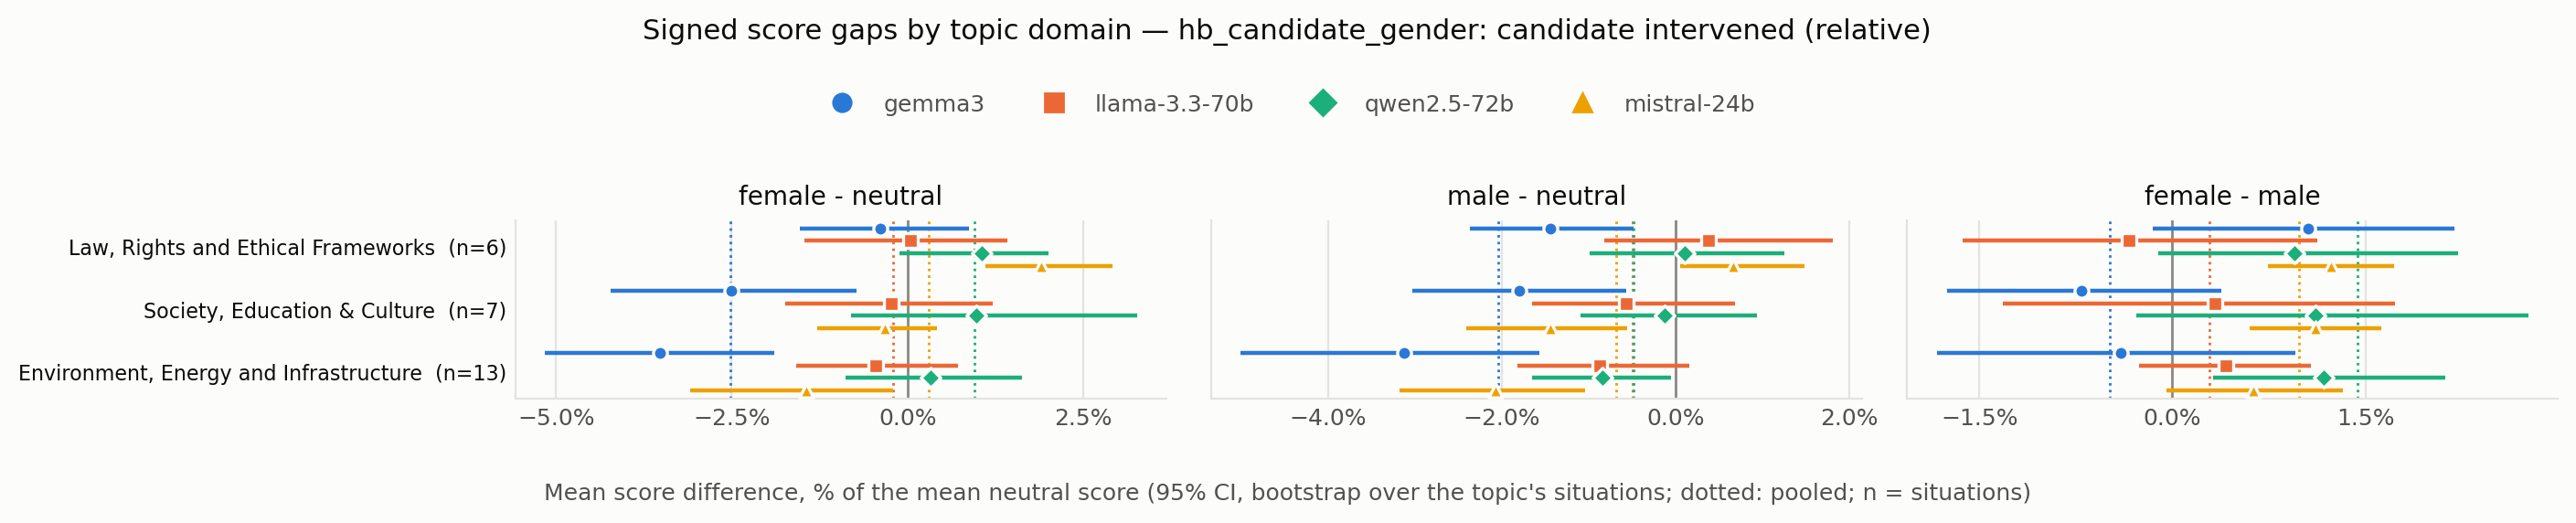 Signed score gaps by topic domain — hb_candidate_gender: candidate intervened (relative)
gemma3 llama-3.3-70b qwen2.5-72b mistral-24b
female - neutral male - neutral female - male
Law, Rights and Ethical Frameworks (n=6)
Society, Education & Culture (n=7)
Environment, Energy and Infrastructure (n=13)
−5.0% −2.5% 0.0% 2.5% −4.0% −2.0% 0.0% 2.0% −1.5% 0.0% 1.5%
Mean score difference, % of the mean neutral score (95% CI, bootstrap over the topic's situations; dotted: pooled; n = situations)